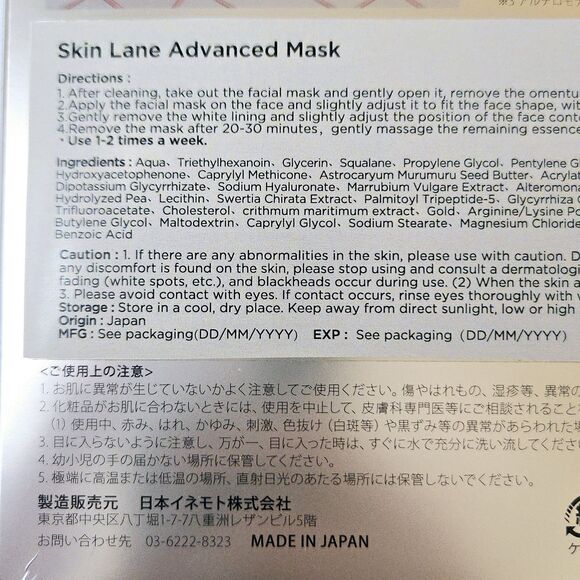 ※3 アルテロモナ
Skin Lane Advanced Mask
Directions :
1. After cleaning, take out the facial mask and gently open it, remove the omentu
2.Apply the facial mask on the face and slightly adjust it to fit the face shape, wit
3.Gently remove the white lining and slightly adjust the position of the face conto
4.Remove the mask after 20-30 minutes, gently massage the remaining essence
・Use 1-2 times a week.
Ingredients : Aqua、Triethylhexanoin、Glycerin、Squalane、Propylene Glycol、Pentylene G
Hydroxyacetophenone、Caprylyl Methicone、Astrocaryum Murumuru Seed Butter、Acrylat
Dipotassium Glycyrrhizate、Sodium Hyaluronate、Marrubium Vulgare Extract、Alteromona
Hydrolyzed Pea、Lecithin、Swertia Chirata Extract、Palmitoyl Tripeptide-5、Glycyrrhiza G
Trifluoroacetate、Cholesterol、crithmum maritimum extract、Gold、Arginine/Lysine Po
Butylene Glycol、Maltodextrin、Caprylyl Glycol、Sodium Stearate、Magnesium Chloride
Benzoic Acid
Caution : 1. If there are any abnormalities in the skin, please use with caution. D
any discomfort is found on the skin, please stop using and consult a dermatolog
fading (white spots, etc.), and blackheads occur during use. (2) When the skin a
3. Please avoid contact with eyes. If contact occurs, rinse eyes thoroughly with
Storage : Store in a cool, dry place. Keep away from direct sunlight, low or high
Origin : Japan
MFG : See packaging(DD/MM/YYYY) EXP : See packaging (DD/MM/YYYY)
<ご使用上の注意>
1. お肌に異常が生じていないかよく注意してご使用ください。傷やはれもの、湿疹等、異常の
2. 化粧品がお肌に合わないときには、使用を中止して、皮膚科専門医等にご相談されること
(1) 使用中、赤み、はれ、かゆみ、刺激、色抜け (白斑等) や黒ずみ等の異常があらわれた場
3. 目に入らないように注意し、万が一、目に入った時は、すぐに水で充分に洗い流してくだ
4. 幼小児の手の届かない場所に保管してください。
5. 極端に高温または低温の場所、直射日光のあたる場所には保管しないでください。
製造販売元 日本イネモト株式会社
東京都中央区八丁堀1-7-7八重洲レザンビル5階
お問い合わせ先 03-6222-8323 MADE IN JAPAN
ケ